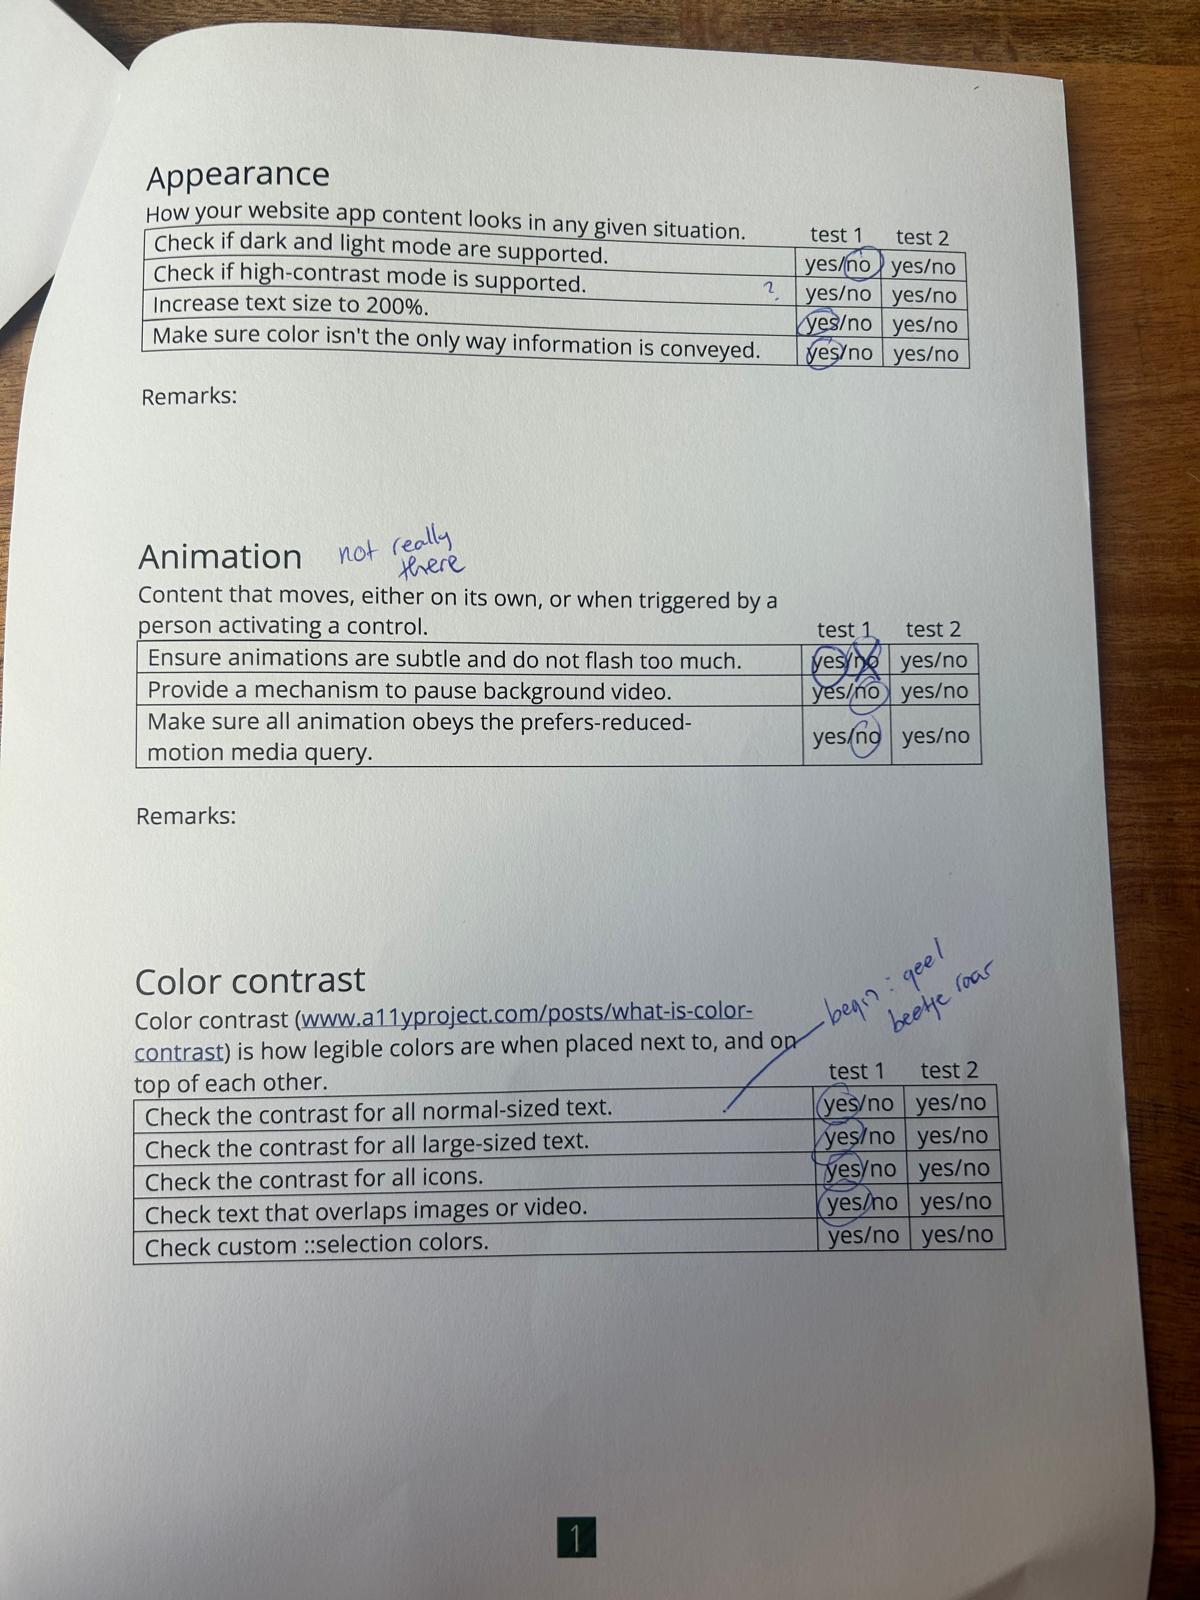 Appearance
How your website app content looks in any given situation.
test 1 test 2
Check if dark and light mode are supported. yes/no yes/no
Check if high-contrast mode is supported. ? yes/no yes/no
Increase text size to 200%. yes/no yes/no
Make sure color isn't the only way information is conveyed. yes/no yes/no
Remarks:
Animation not really
there
Content that moves, either on its own, or when triggered by a
person activating a control.
test 1 test 2
Ensure animations are subtle and do not flash too much. yes/no yes/no
Provide a mechanism to pause background video. yes/no yes/no
Make sure all animation obeys the prefers-reduced-
motion media query. yes/no yes/no
Remarks:
begin : geel
beetje raar
Color contrast
Color contrast (www.a11yproject.com/posts/what-is-color-
contrast) is how legible colors are when placed next to, and on
top of each other.
test 1 test 2
Check the contrast for all normal-sized text. yes/no yes/no
Check the contrast for all large-sized text. yes/no yes/no
Check the contrast for all icons. yes/no yes/no
Check text that overlaps images or video. yes/no yes/no
Check custom ::selection colors. yes/no yes/no
1